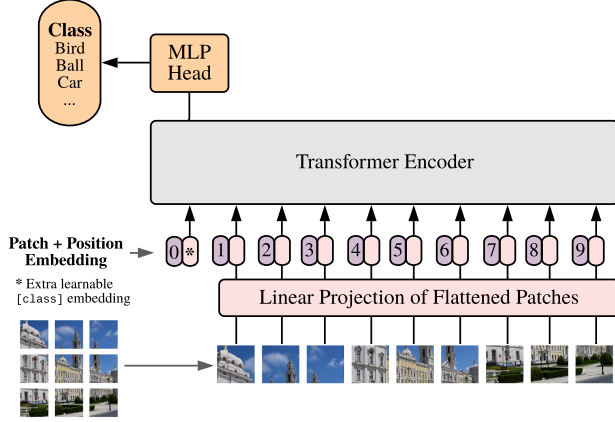 Class
Bird
Ball
Car
...
MLP
Head
Transformer Encoder
Patch + Position
Embedding
0 * 1 2 3 4 5 6 7 8 9
* Extra learnable
[class] embedding
Linear Projection of Flattened Patches